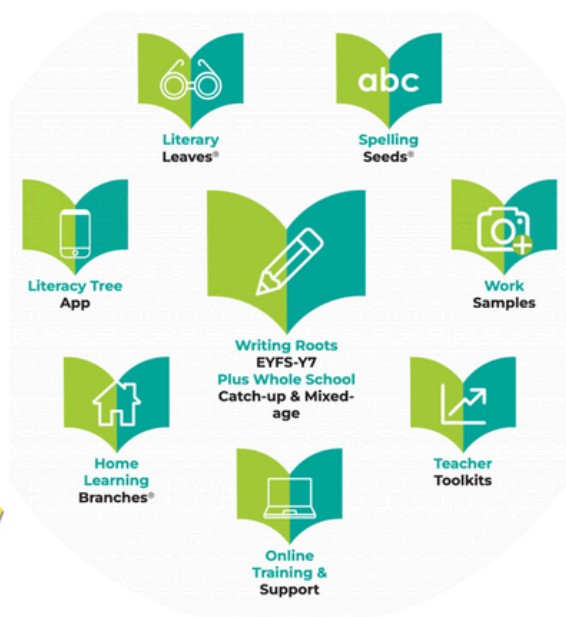 Literary
Leaves®
abc
Spelling
Seeds®
Literacy Tree
App
Writing Roots
EYFS-Y7
Plus Whole School
Catch-up & Mixed-
age
Work
Samples
Home
Learning
Branches®
Teacher
Toolkits
Online
Training &
Support